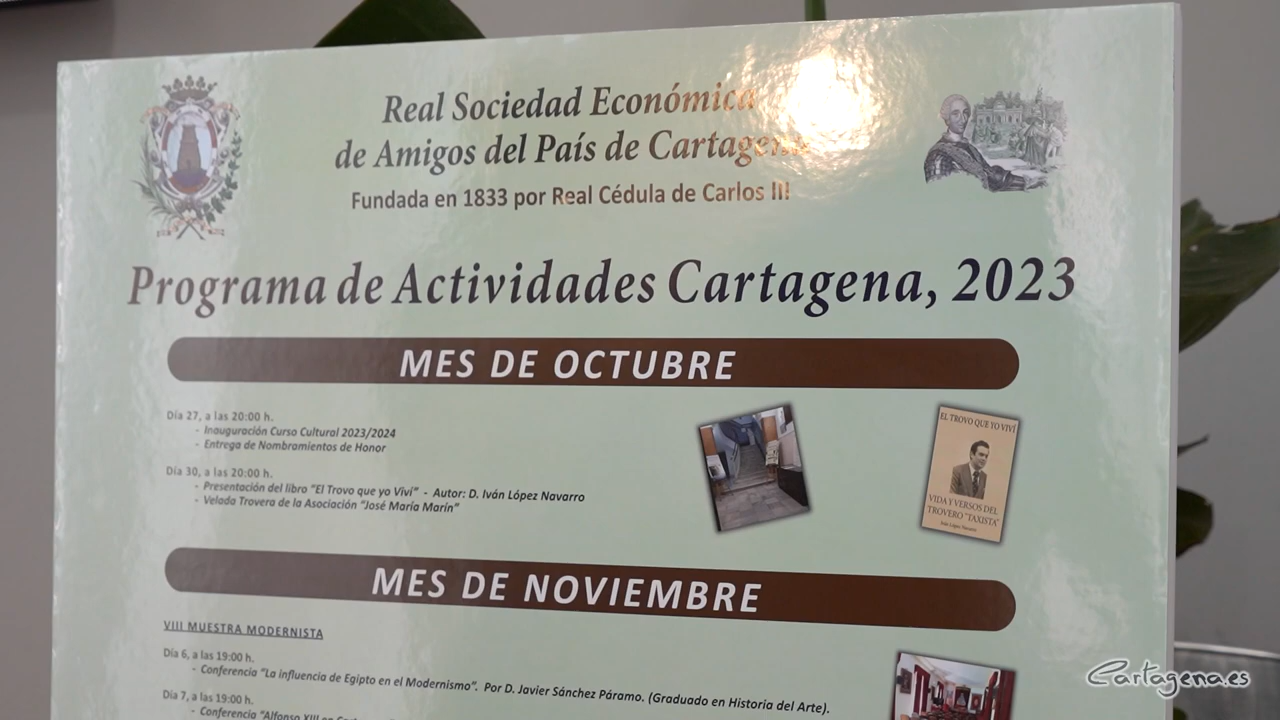 Real Sociedad Económica
de Amigos del País de Cartagena
Fundada en 1833 por Real Cédula de Carlos III
Programa de Actividades Cartagena, 2023
MES DE OCTUBRE
Día 27, a las 20:00 h.
- Inauguración Curso Cultural 2023/2024
- Entrega de Nombramientos de Honor
Día 30, a las 20:00 h.
- Presentación del libro “El Trovo que yo Viví” - Autor: D. Iván López Navarro
- Velada Trovera de la Asociación “José María Marín”
EL TROVO QUE YO VIVÍ
VIDA Y VERSOS DEL
TROVERO "TAXISTA"
Iván López Navarro
MES DE NOVIEMBRE
VIII MUESTRA MODERNISTA
Día 6, a las 19:00 h.
- Conferencia “La influencia de Egipto en el Modernismo”. Por D. Javier Sánchez Páramo. (Graduado en Historia del Arte).
Día 7, a las 19:00 h.
- Conferencia “Alfonso XIII en
Cartagena.es